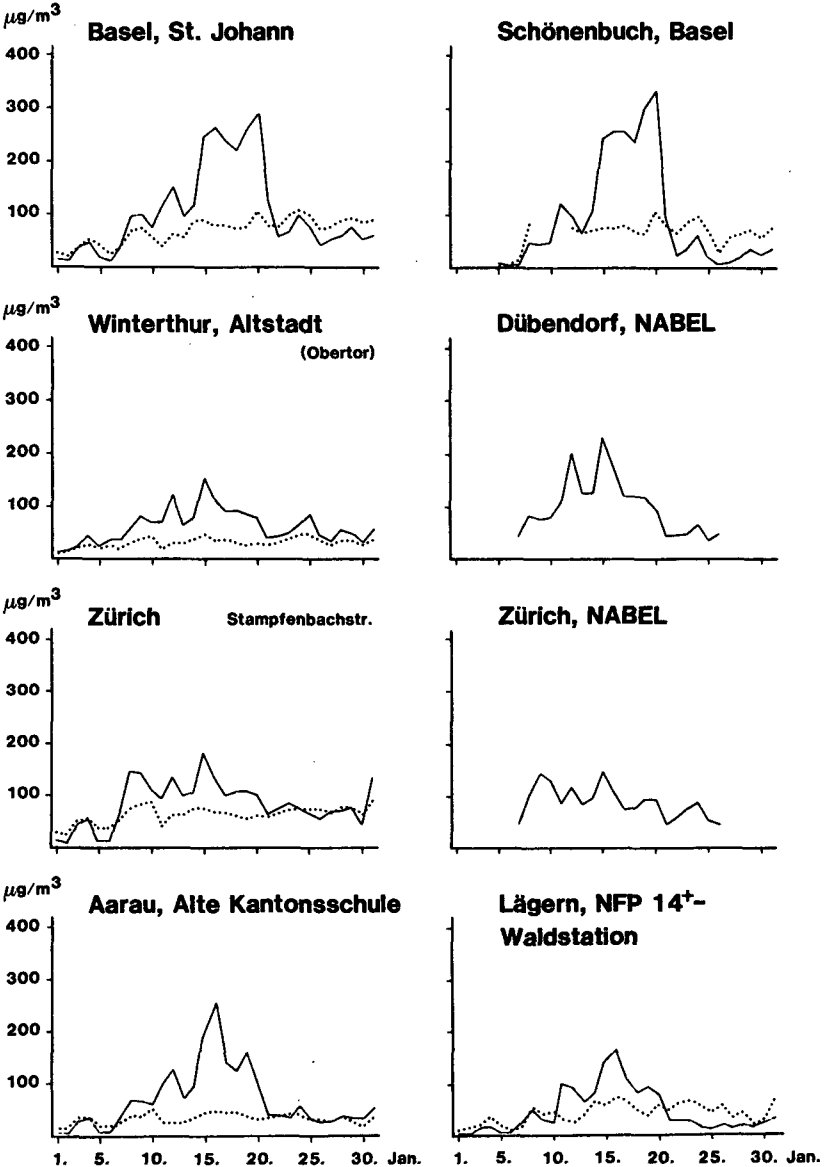 µg/m3
Basel, St. Johann
400
300
200
100
Schönenbuch, Basel
µg/m3
Winterthur, Altstadt
(Obertor)
400
300
200
100
Dübendorf, NABEL
µg/m3
Zürich Stampfenbachstr.
400
300
200
100
Zürich, NABEL
µg/m3
Aarau, Alte Kantonsschule
400
300
200
100
1. 5. 10. 15. 20. 25. 30. Jan.
Lägern, NFP 14+-
Waldstation
1. 5. 10. 15. 20. 25. 30. Jan.